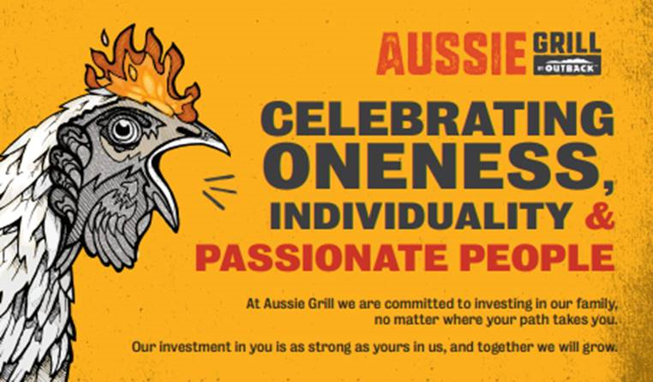 AUSSIE GRILL
BY OUTBACK™
CELEBRATING
ONENESS,
INDIVIDUALITY &
PASSIONATE PEOPLE
At Aussie Grill we are committed to investing in our family,
no matter where your path takes you.
Our investment in you is as strong as yours in us, and together we will grow.